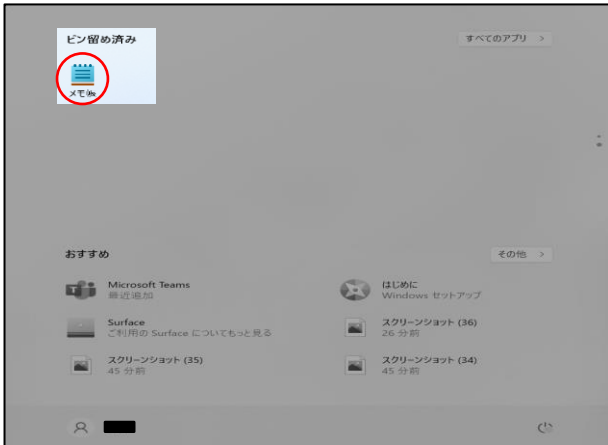 ピン留め済み
すべてのアプリ >
メモ帳
おすすめ
その他 >
Microsoft Teams
最近追加
はじめに
Windows セットアップ
Surface
ご利用の Surface についてもっと見る
スクリーンショット (36)
26 分前
スクリーンショット (35)
45 分前
スクリーンショット (34)
45 分前